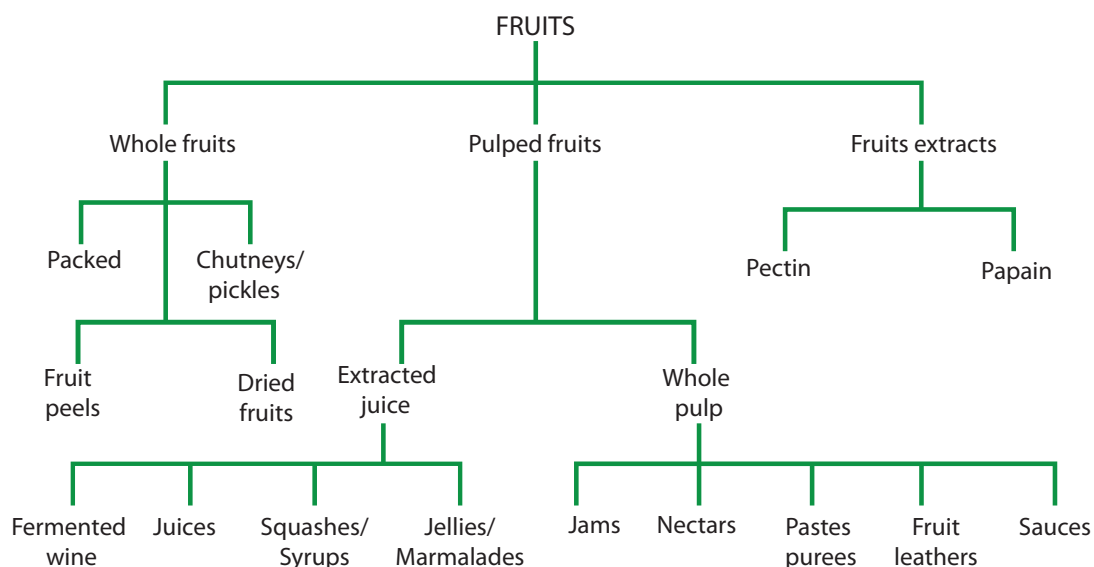 FRUITS
Whole fruits
Pulped fruits
Fruits extracts
Packed
Chutneys/
pickles
Pectin
Papain
Fruit
peels
Dried
fruits
Extracted
juice
Whole
pulp
Fermented
wine
Juices
Squashes/
Syrups
Jellies/
Marmalades
Jams
Nectars
Pastes
purees
Fruit
leathers
Sauces